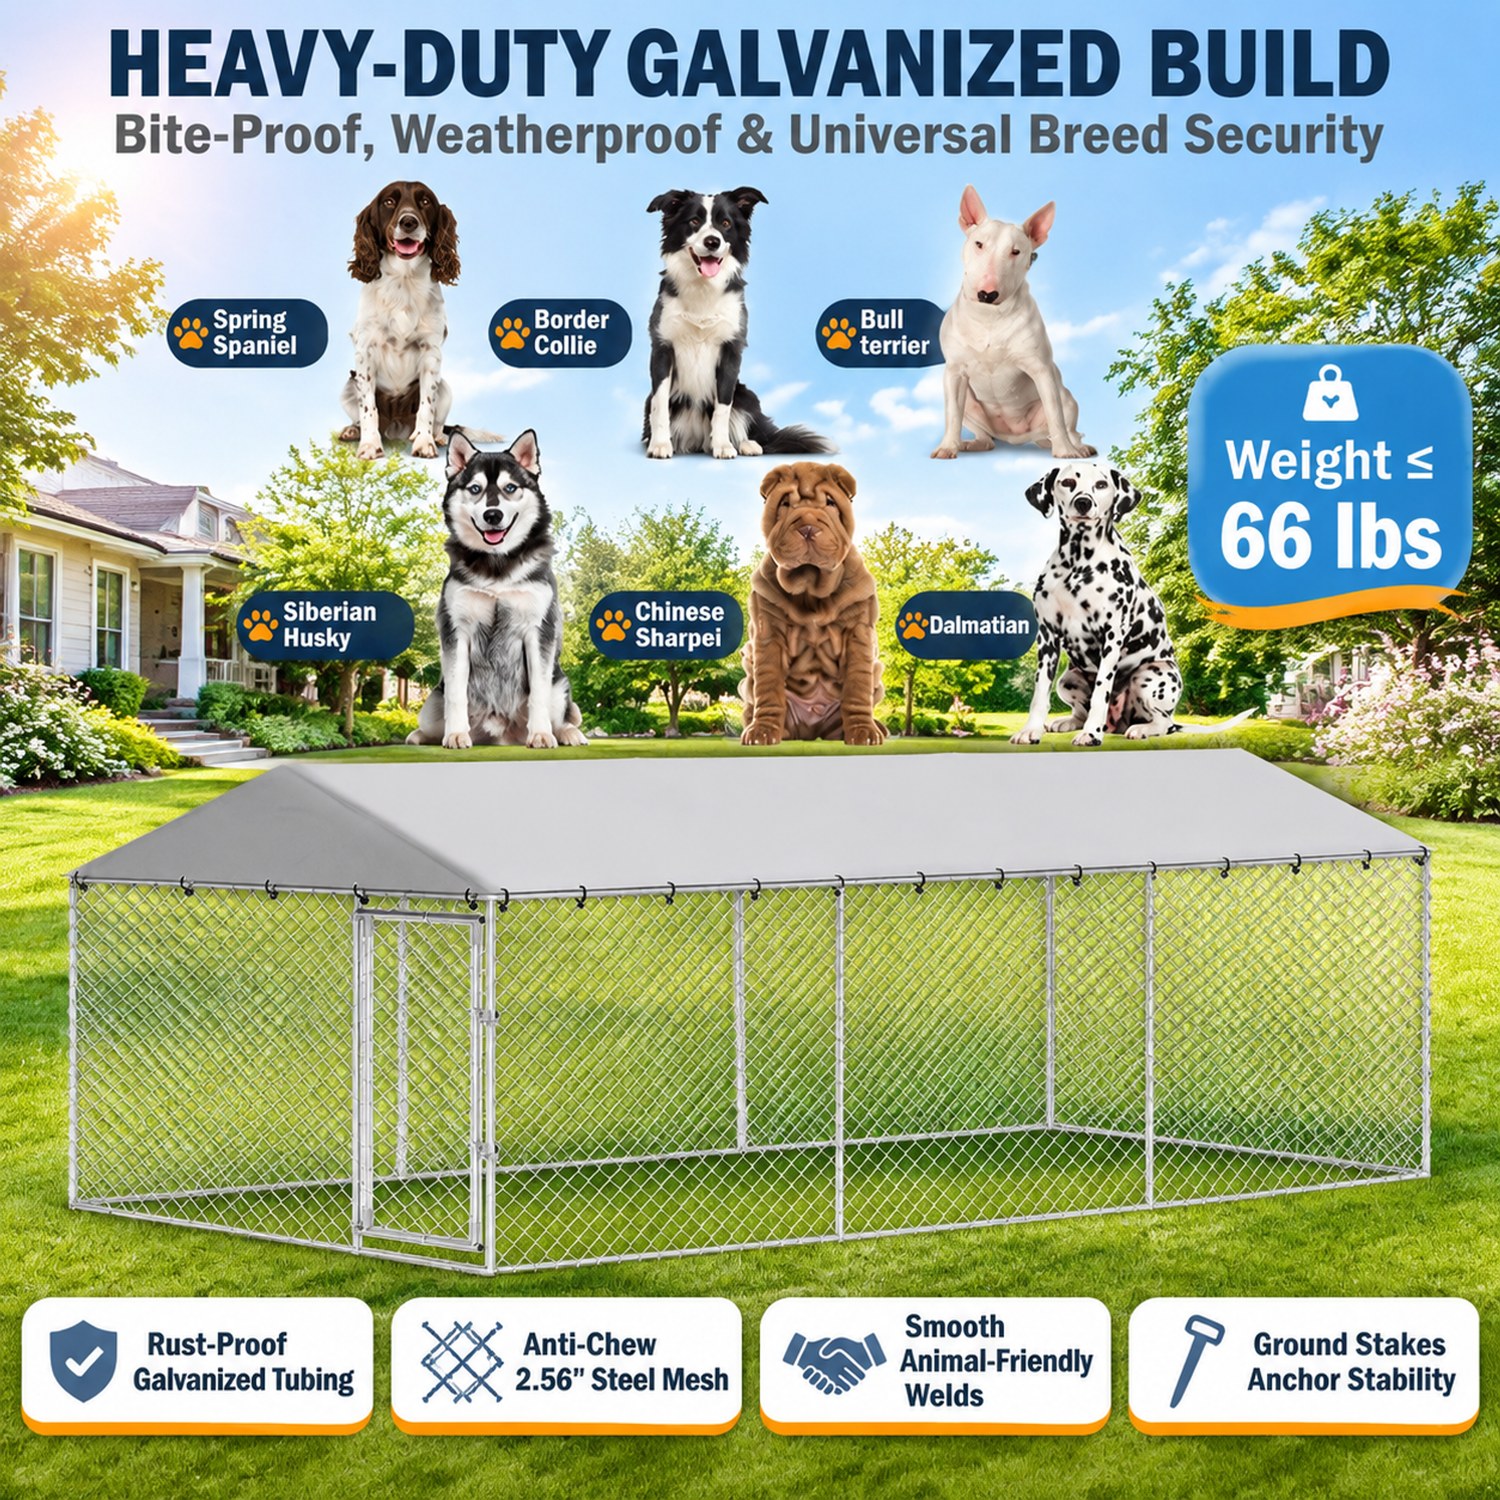 HEAVY-DUTY GALVANIZED BUILD
Bite-Proof, Weatherproof & Universal Breed Security
Spring
Spaniel
Border
Collie
Bull
terrier
Weight ≤
66 lbs
Siberian
Husky
Chinese
Sharpei
Dalmatian
Rust-Proof
Galvanized Tubing
Anti-Chew
2.56" Steel Mesh
Smooth
Animal-Friendly
Welds
Ground Stakes
Anchor Stability